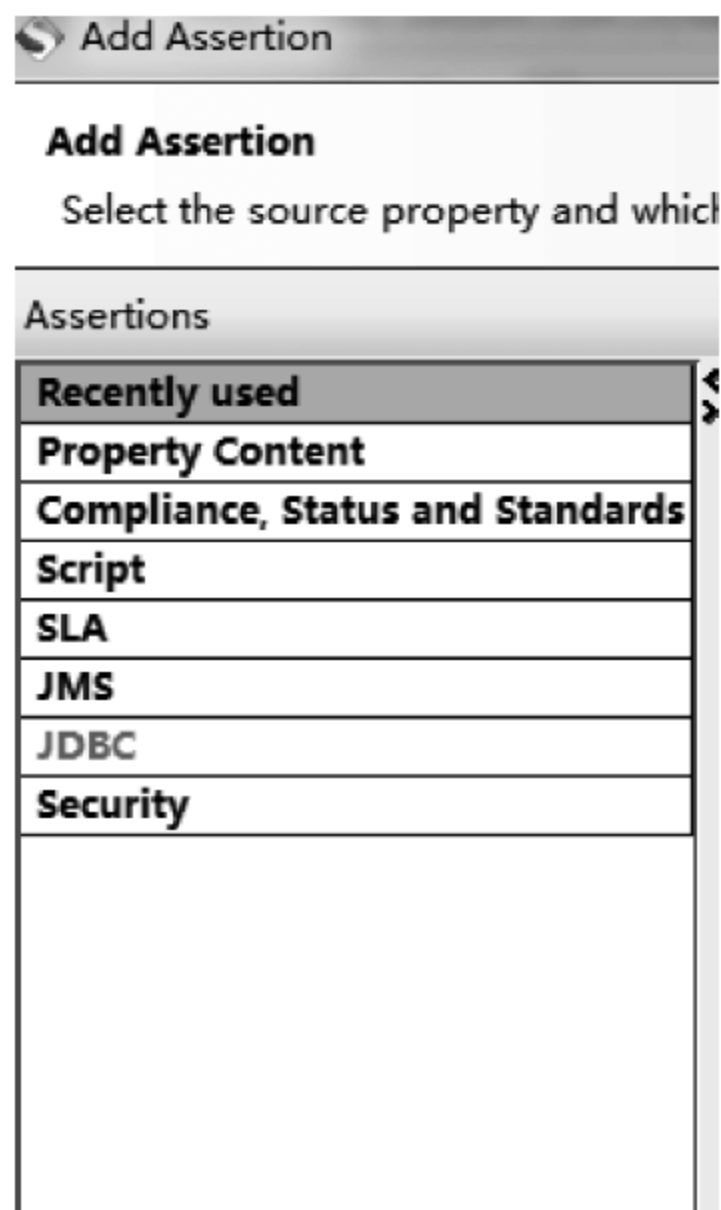 Add Assertion
Add Assertion
Select the source property and which
Assertions
Recently used
Property Content
Compliance, Status and Standards
Script
SLA
JMS
JDBC
Security